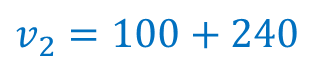 v₂ = 100 + 240